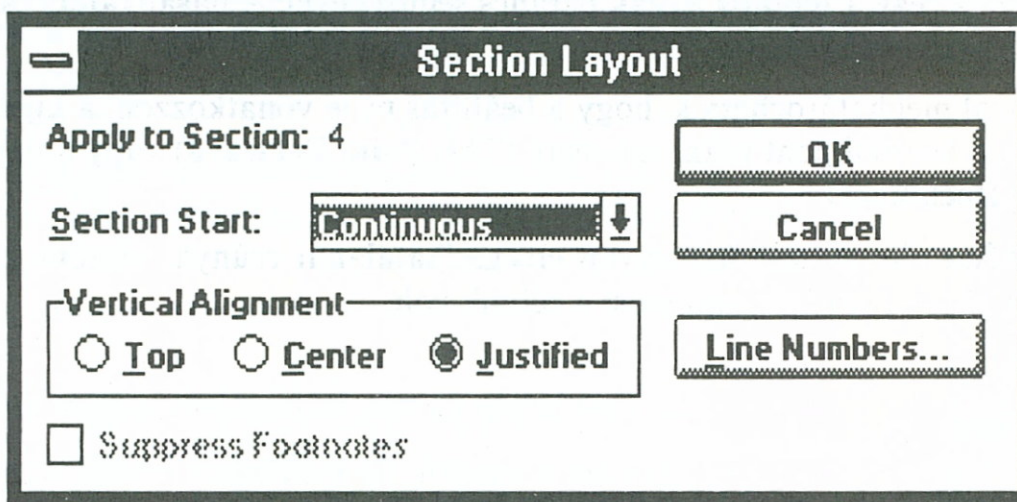 Section Layout
Apply to Section: 4
OK
Section Start: Continuous
Cancel
Vertical Alignment
Top Center Justified
Line Numbers...
Suppress Footnotes